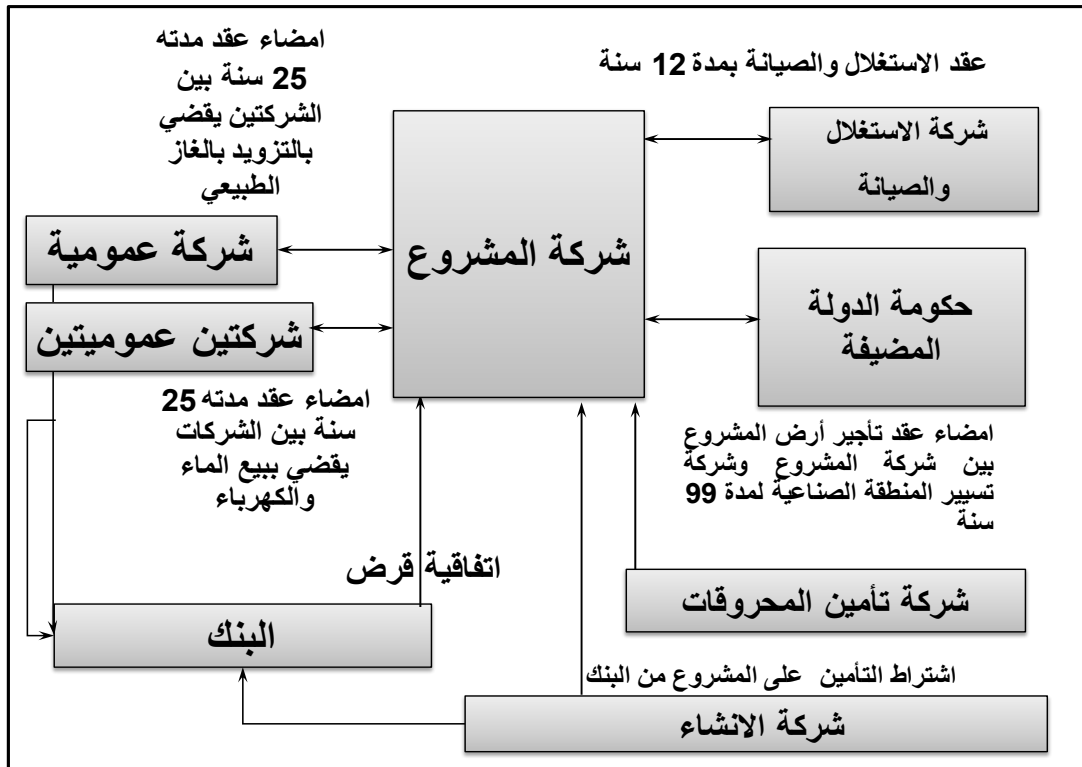 عقد الاستغلال والصيانة بمدة 12 سنة
شركة الاستغلال
والصيانة
امضاء عقد مدته
25 سنة بين
الشركتين يقضي
بالتزويد بالغاز
الطبيعي
شركة المشروع
شركة عمومية
شركتين عموميتين
حكومة الدولة
المضيفة
امضاء عقد مدته 25
سنة بين الشركات
يقضي ببيع الماء
والكهرباء
امضاء عقد تأجير أرض المشروع
بين شركة المشروع وشركة
تسيير المنطقة الصناعية لمدة 99
سنة
اتفاقية قرض
شركة تأمين المحروقات
البنك
اشتراط التأمين على المشروع من البنك
شركة الانشاء